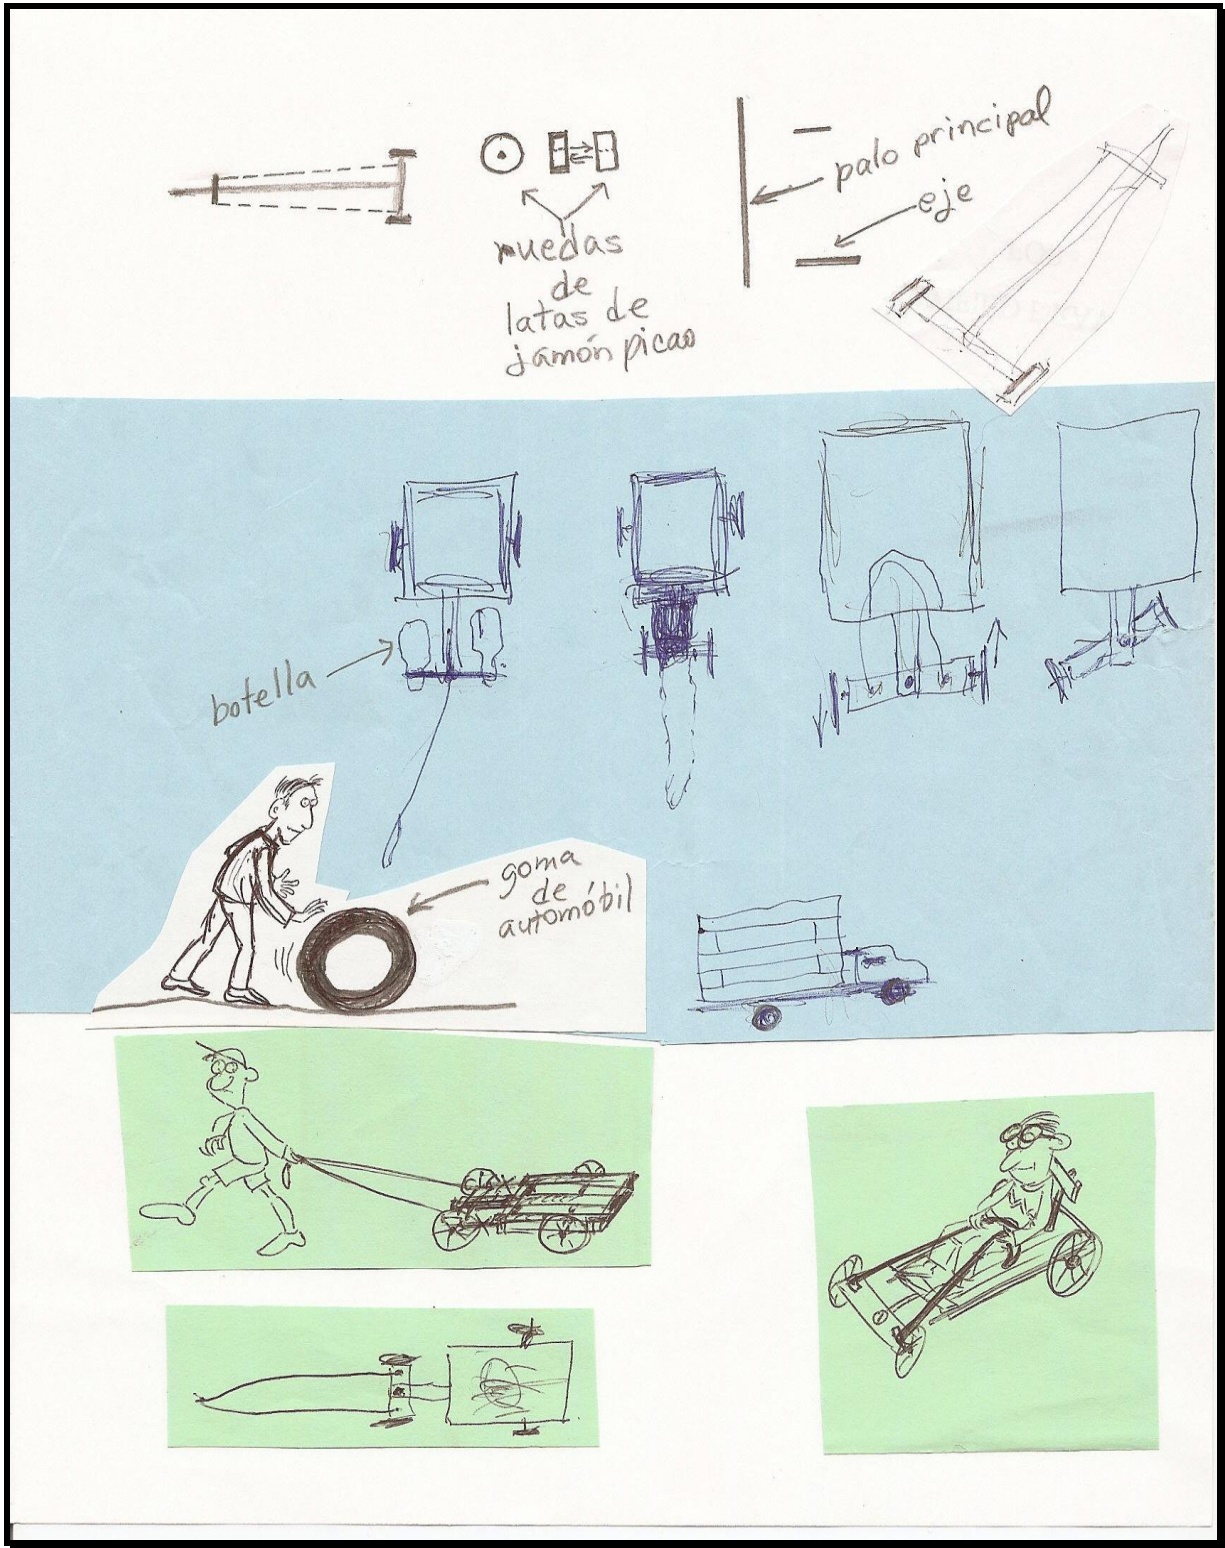 palo principal
eje
ruedas
de
latas de
jamón picao
botella
goma
de
automóbil